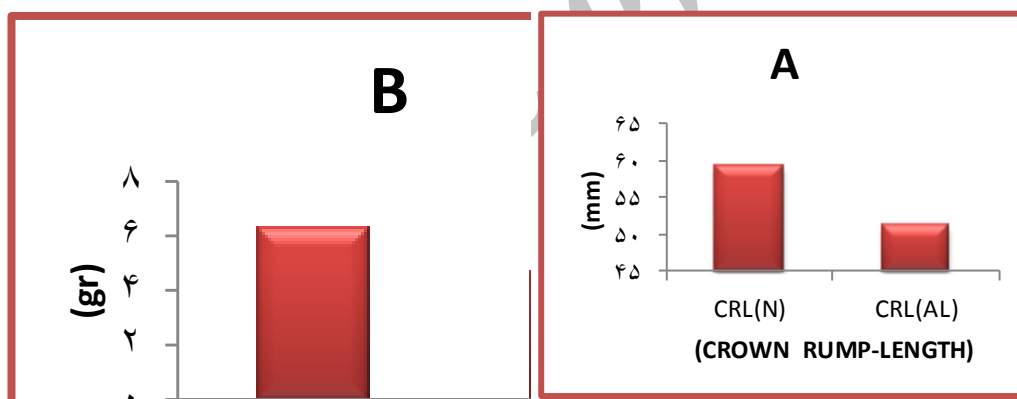 B
۸
۶
۴
۲
(gr)
A
۶۵
۶۰
۵۵
۵۰
۴۵
(mm)
CRL(N) CRL(AL)
(CROWN RUMP-LENGTH)